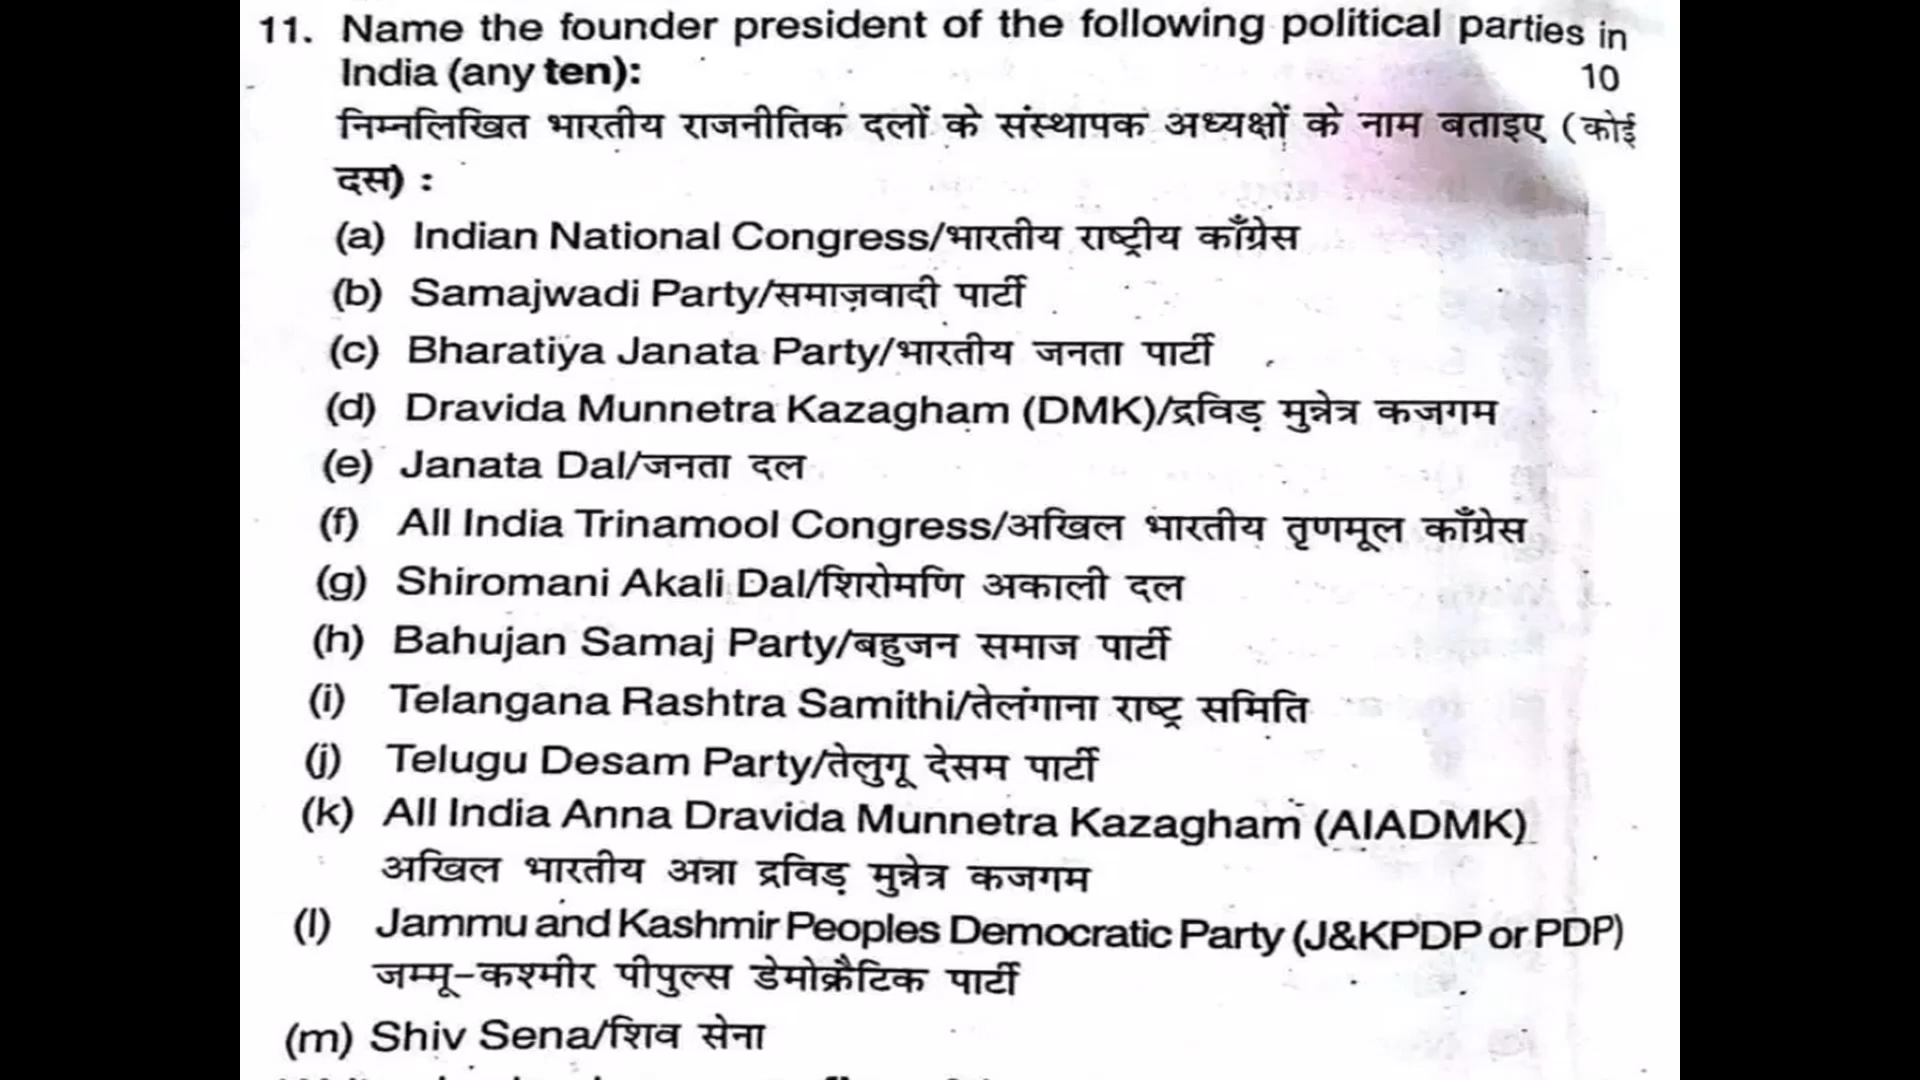 11. Name the founder president of the following political parties in
India (any ten):
10
निम्नलिखित भारतीय राजनीतिक दलों के संस्थापक अध्यक्षों के नाम बताइए (कोई
दस) :
(a) Indian National Congress/भारतीय राष्ट्रीय काँग्रेस
(b) Samajwadi Party/समाज़वादी पार्टी
(c) Bharatiya Janata Party/भारतीय जनता पार्टी
(d) Dravida Munnetra Kazagham (DMK)/द्रविड़ मुन्नेत्र कजगम
(e) Janata Dal/जनता दल
(f) All India Trinamool Congress/अखिल भारतीय तृणमूल काँग्रेस
(g) Shiromani Akali Dal/शिरोमणि अकाली दल
(h) Bahujan Samaj Party/बहुजन समाज पार्टी
(i) Telangana Rashtra Samithi/तेलंगाना राष्ट्र समिति
(j) Telugu Desam Party/तेलुगू देसम पार्टी
(k) All India Anna Dravida Munnetra Kazagham (AIADMK)
अखिल भारतीय अन्ना द्रविड़ मुन्नेत्र कजगम
(l) Jammu and Kashmir Peoples Democratic Party (J&KPDP or PDP)
जम्मू-कश्मीर पीपुल्स डेमोक्रैटिक पार्टी
(m) Shiv Sena/शिव सेना